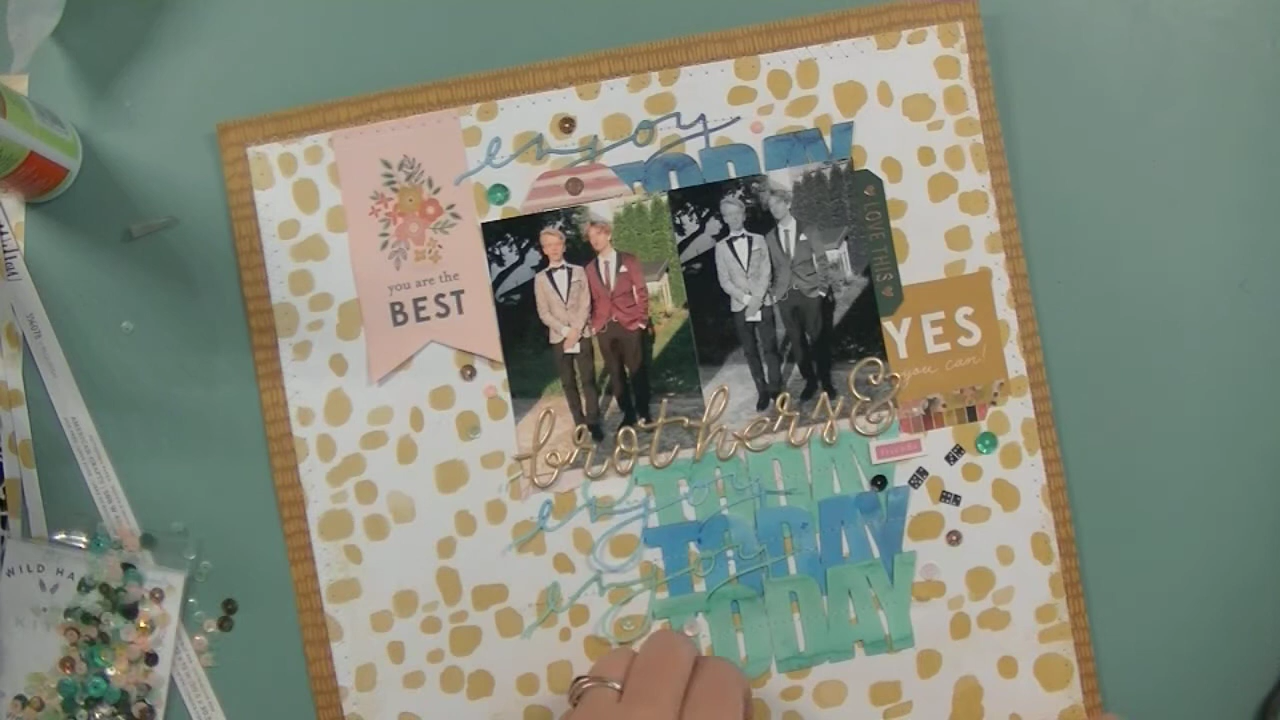 enjoy
TODAY
you are the
BEST
LOVE THIS
YES
you can!
brothers &
friends
enjoy
TODAY
TODAY
enjoy
TODAY
WILD HA